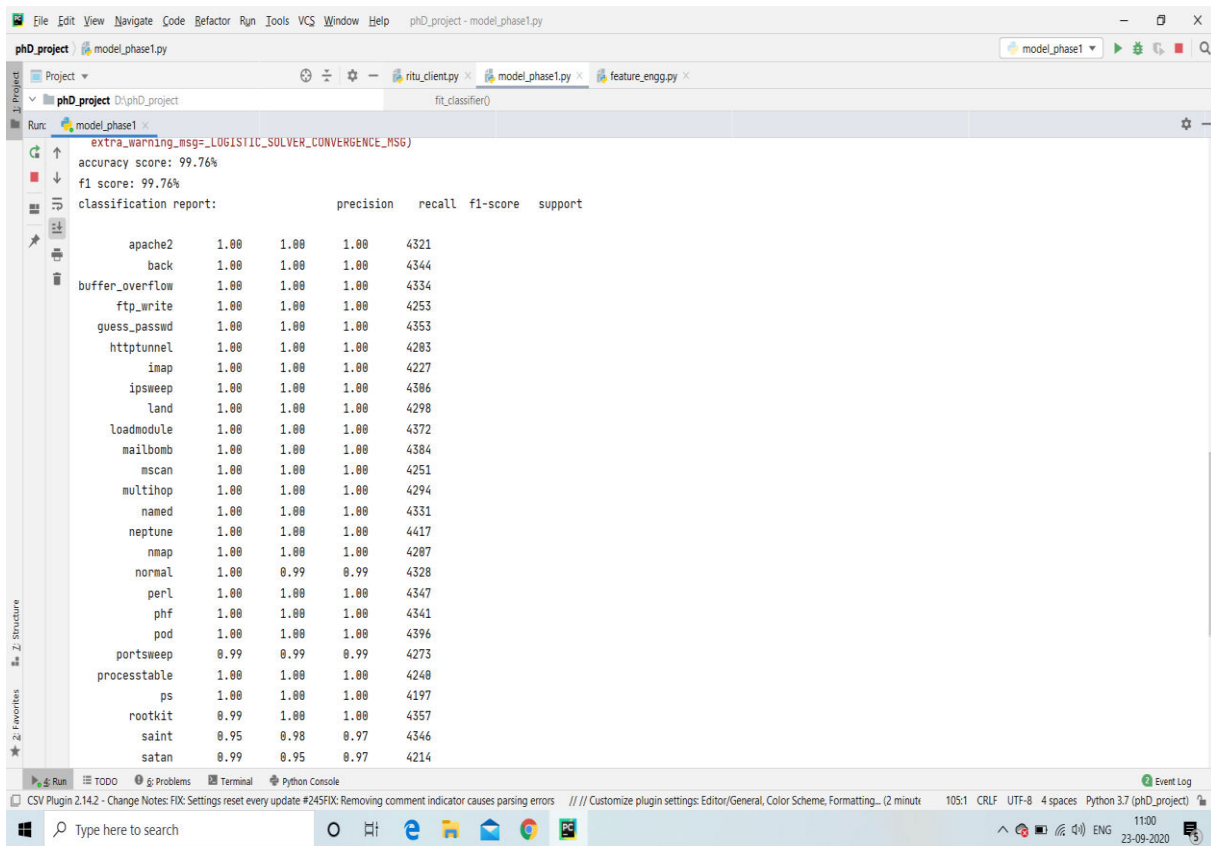 File Edit View Navigate Code Refactor Run Tools VCS Window Help phD_project - model_phase1.py
phD_project model_phase1.py model_phase1
Project ritu_client.py model_phase1.py feature_engg.py
1: Project
phD_project D:\phD_project fit_classifier()
Run: model_phase1
extra_warning_msg=_LOGISTIC_SOLVER_CONVERGENCE_MSG)
accuracy score: 99.76%
f1 score: 99.76%
classification report: precision recall f1-score support
apache2 1.00 1.00 1.00 4321
back 1.00 1.00 1.00 4344
buffer_overflow 1.00 1.00 1.00 4334
ftp_write 1.00 1.00 1.00 4253
guess_passwd 1.00 1.00 1.00 4353
httptunnel 1.00 1.00 1.00 4203
imap 1.00 1.00 1.00 4227
ipsweep 1.00 1.00 1.00 4306
land 1.00 1.00 1.00 4298
loadmodule 1.00 1.00 1.00 4372
mailbomb 1.00 1.00 1.00 4384
mscan 1.00 1.00 1.00 4251
multihop 1.00 1.00 1.00 4294
named 1.00 1.00 1.00 4331
neptune 1.00 1.00 1.00 4417
nmap 1.00 1.00 1.00 4207
normal 1.00 0.99 0.99 4328
perl 1.00 1.00 1.00 4347
phf 1.00 1.00 1.00 4341
pod 1.00 1.00 1.00 4396
portsweep 0.99 0.99 0.99 4273
processtable 1.00 1.00 1.00 4240
ps 1.00 1.00 1.00 4197
rootkit 0.99 1.00 1.00 4357
saint 0.95 0.98 0.97 4346
satan 0.99 0.95 0.97 4214
Z: Structure
2: Favorites
4: Run TODO 6: Problems Terminal Python Console 2 Event Log
CSV Plugin 2.14.2 - Change Notes: FIX: Settings reset every update #245FIX: Removing comment indicator causes parsing errors // // Customize plugin settings: Editor/General, Color Scheme, Formatting... (2 minute 105:1 CRLF UTF-8 4 spaces Python 3.7 (phD_project)
Type here to search ENG 11:00
23-09-2020 5